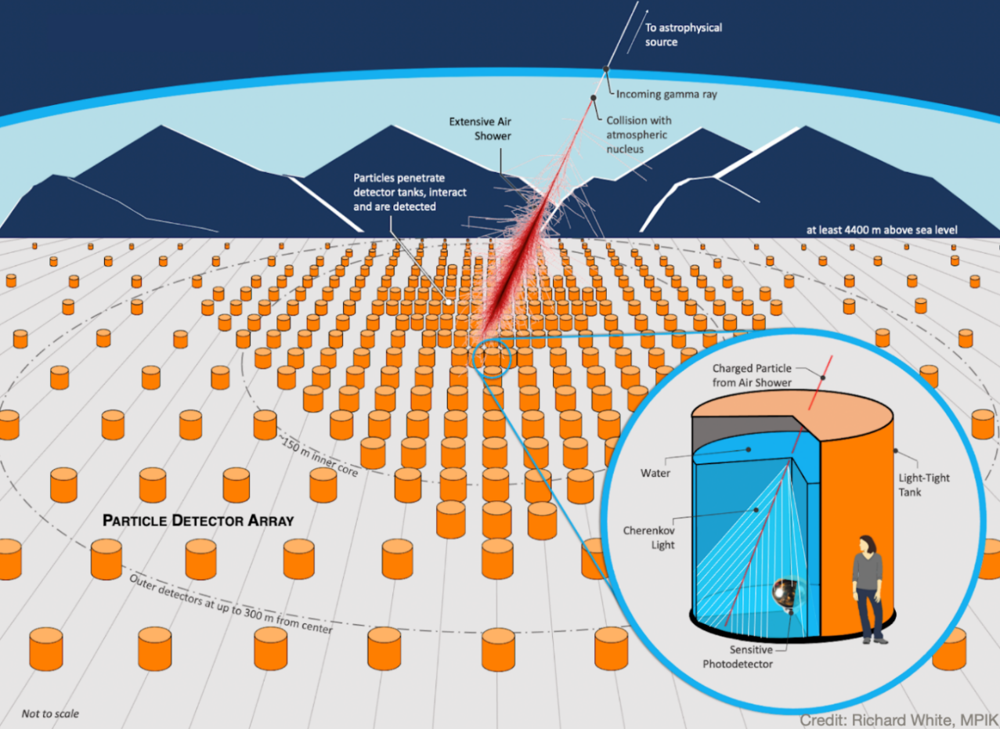 To astrophysical
source
Incoming gamma ray
Collision with
atmospheric
nucleus
Extensive Air
Shower
Particles penetrate
detector tanks, interact
and are detected
at least 4400 m above sea level
Charged Particle
from Air Shower
150 m inner core
Water
Light-Tight
Tank
PARTICLE DETECTOR ARRAY
Cherenkov
Light
Outer detectors at up to 300 m from center
Sensitive
Photodetector
Not to scale
Credit: Richard White, MPIK